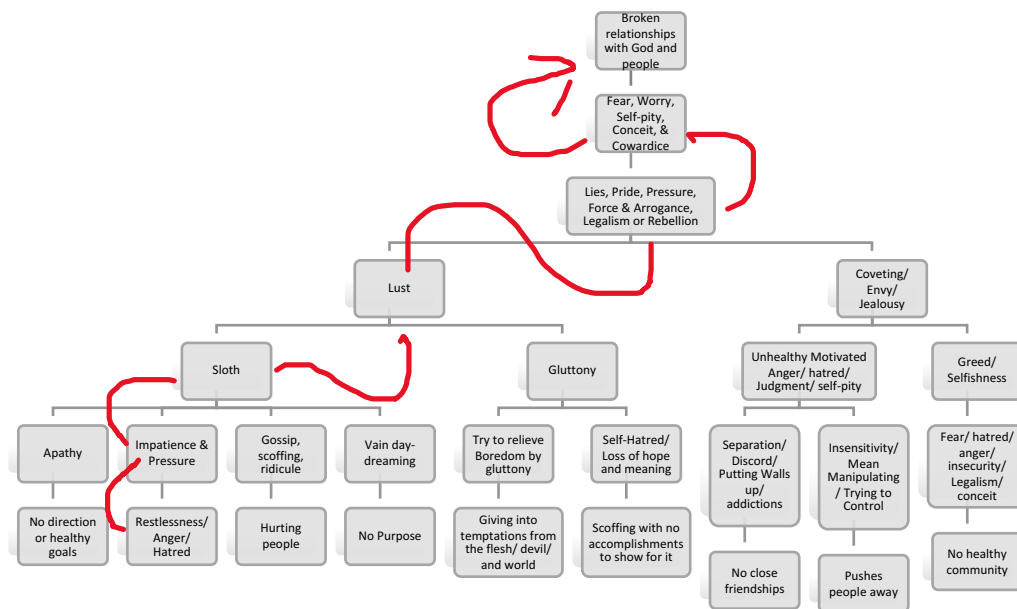 Broken
relationships
with God and
people
Fear, Worry,
Self-pity,
Conceit, &
Cowardice
Lies, Pride, Pressure,
Force & Arrogance,
Legalism or Rebellion
Lust
Coveting/
Envy/
Jealousy
Sloth
Gluttony
Unhealthy Motivated
Anger/ hatred/
Judgment/ self-pity
Greed/
Selfishness
Apathy
Impatience &
Pressure
Gossip,
scoffing,
ridicule
Vain day-
dreaming
Try to relieve
Boredom by
gluttony
Self-Hatred/
Loss of hope
and meaning
Separation/
Discord/
Putting Walls
up/
addictions
Insensitivity/
Mean
Manipulating
/ Trying to
Control
Fear/ hatred/
anger/
insecurity/
Legalism/
conceit
No direction
or healthy
goals
Restlessness/
Anger/
Hatred
Hurting
people
No Purpose
Giving into
temptations from
the flesh/ devil/
and world
Scoffing with no
accomplishments
to show for it
No close
friendships
Pushes
people away
No healthy
community